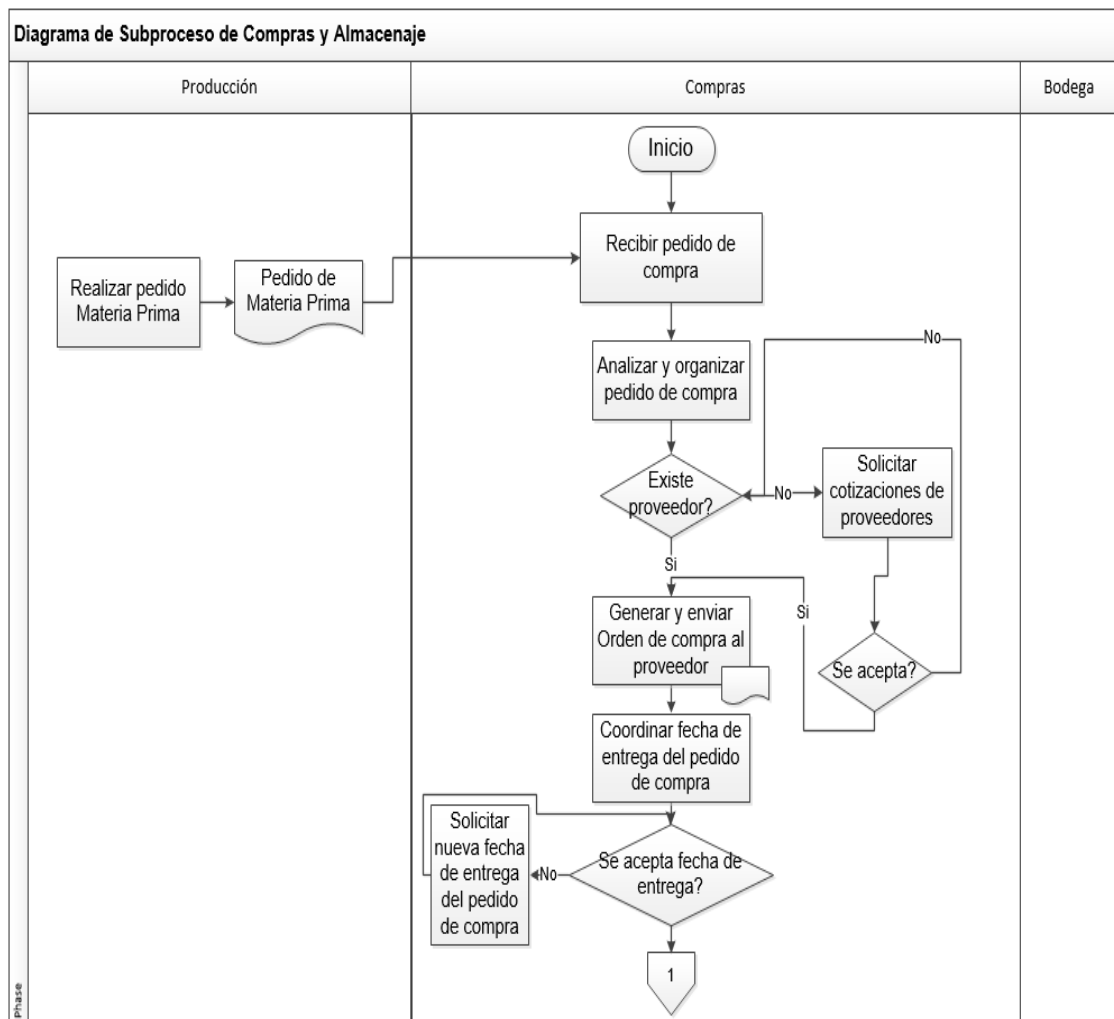 Diagrama de Subproceso de Compras y Almacenaje
Producción
Compras
Bodega
Inicio
Recibir pedido de
compra
Realizar pedido
Materia Prima
Pedido de
Materia Prima
Analizar y organizar
pedido de compra
No
Existe
proveedor?
No
Solicitar
cotizaciones de
proveedores
Si
Si
Generar y enviar
Orden de compra al
proveedor
Se acepta?
Coordinar fecha de
entrega del pedido
de compra
Solicitar
nueva fecha
de entrega
del pedido
de compra
No
Se acepta fecha de
entrega?
1
Phase